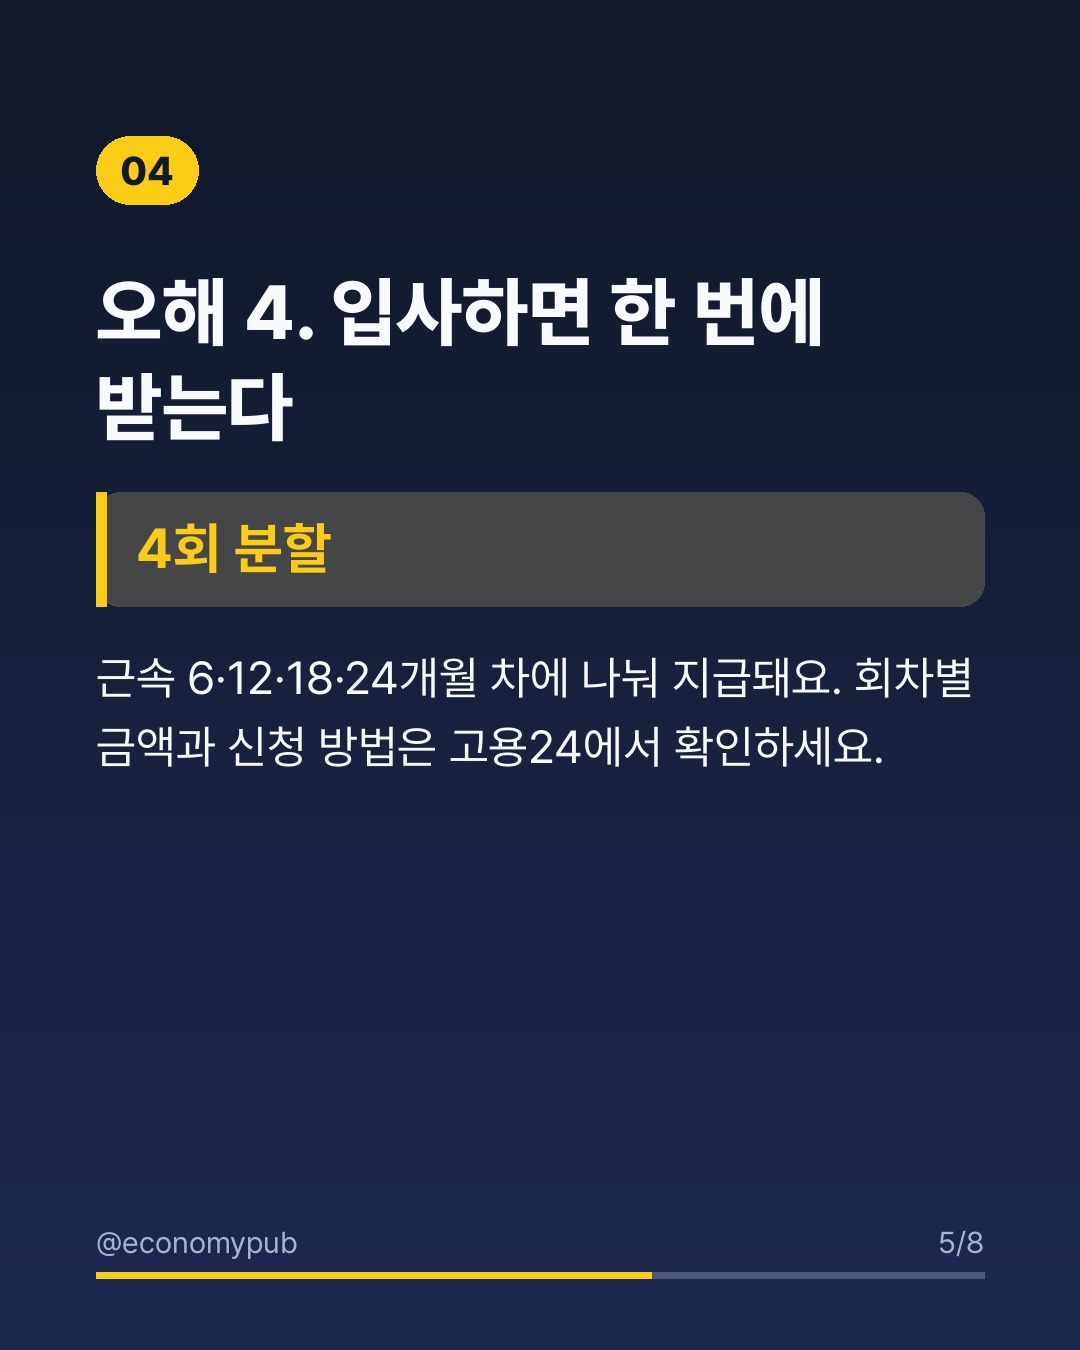 04
오해 4. 입사하면 한 번에
받는다
4회 분할
근속 6·12·18·24개월 차에 나눠 지급돼요. 회차별
금액과 신청 방법은 고용24에서 확인하세요.
@economypub
5/8